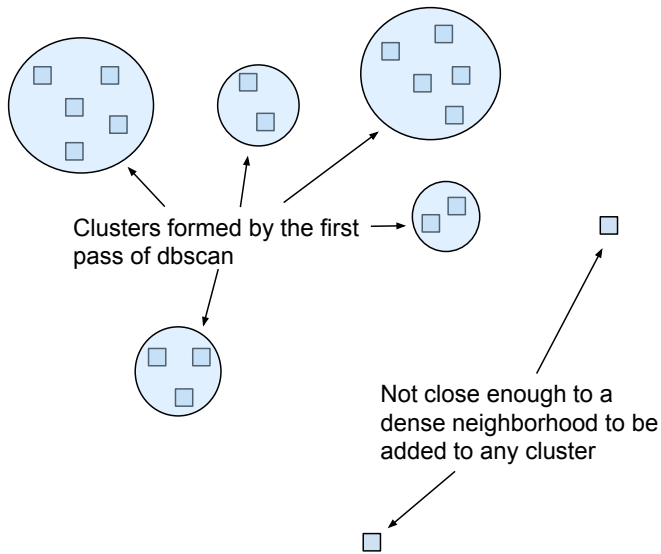 Clusters formed by the first
pass of dbscan
Not close enough to a
dense neighborhood to be
added to any cluster